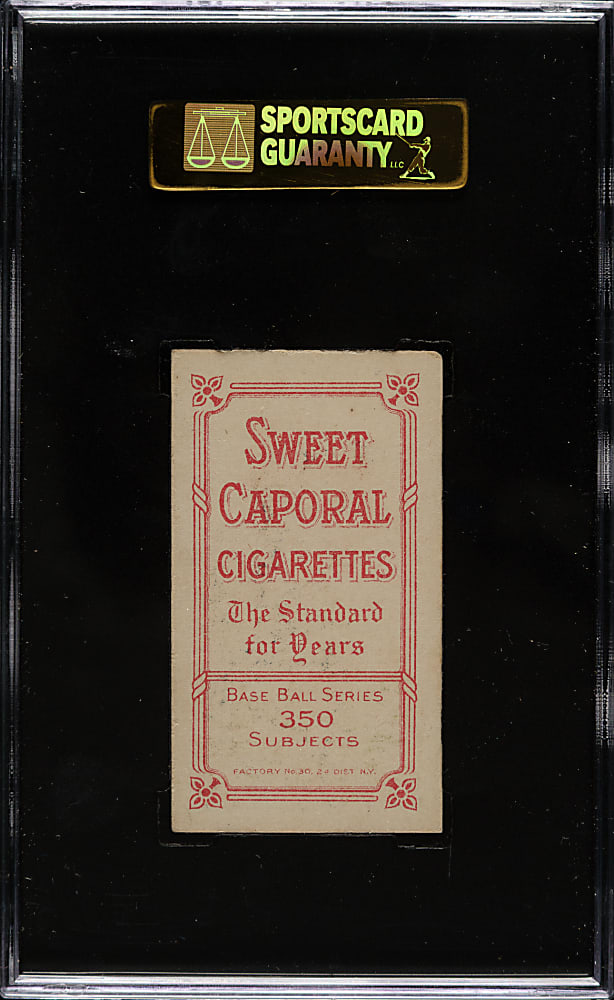 SPORTSCARD
GUARANTY LLC
SWEET
CAPORAL
CIGARETTES
The Standard
for Years
BASE BALL SERIES
350
SUBJECTS
FACTORY No. 30, 2d DIST. N.Y.